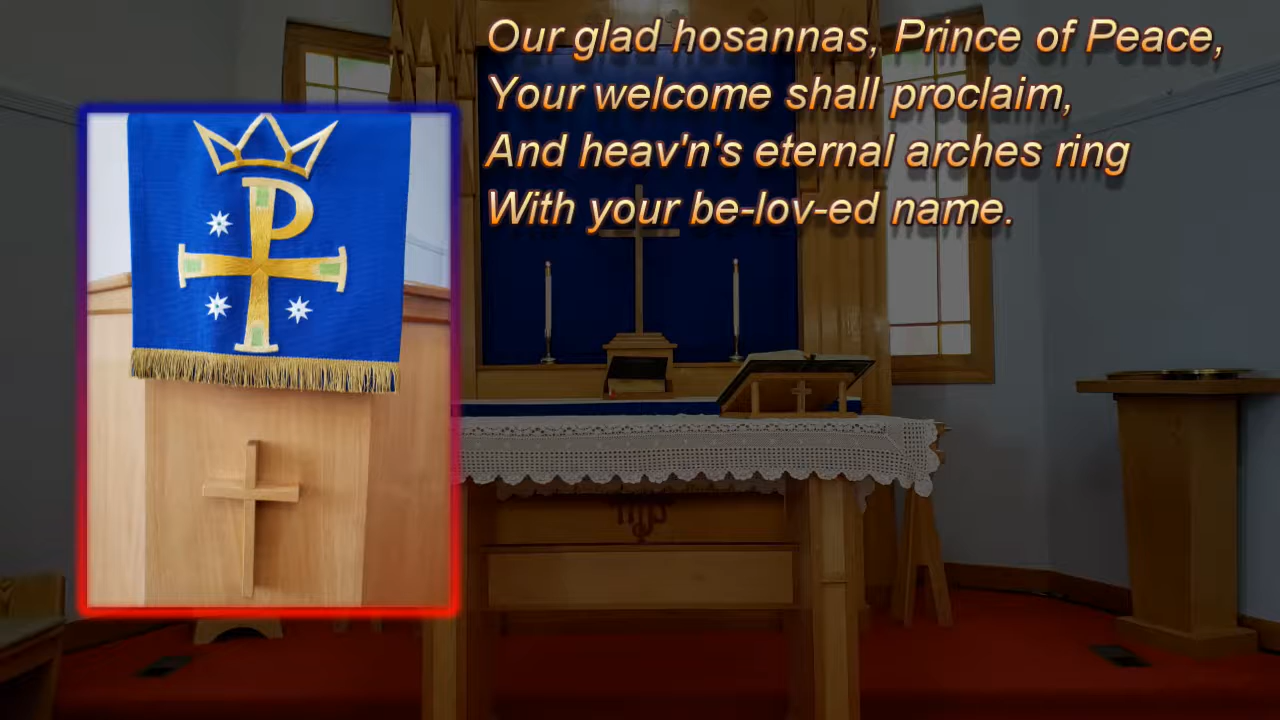 Our glad hosannas, Prince of Peace,
Your welcome shall proclaim,
And heav'n's eternal arches ring
With your be-lov-ed name.